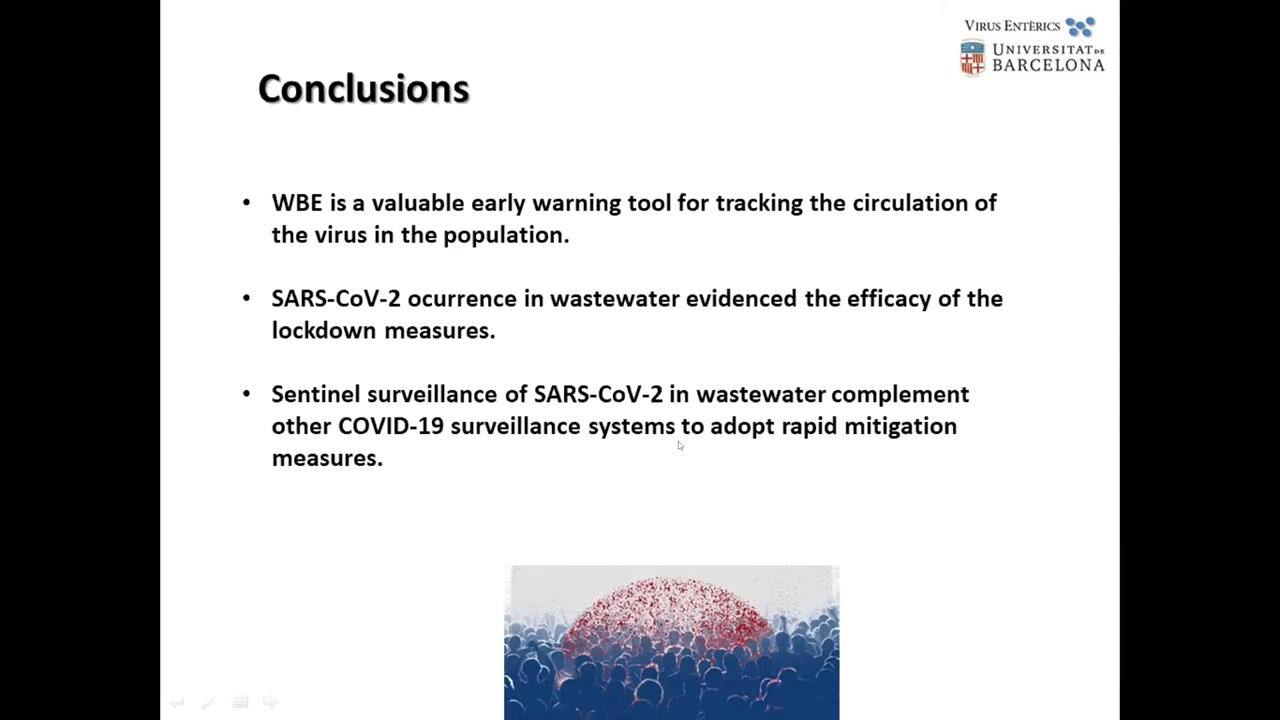 VIRUS ENTÈRICS
UNIVERSITAT DE
BARCELONA
Conclusions
• WBE is a valuable early warning tool for tracking the circulation of
the virus in the population.
• SARS-CoV-2 ocurrence in wastewater evidenced the efficacy of the
lockdown measures.
• Sentinel surveillance of SARS-CoV-2 in wastewater complement
other COVID-19 surveillance systems to adopt rapid mitigation
measures.